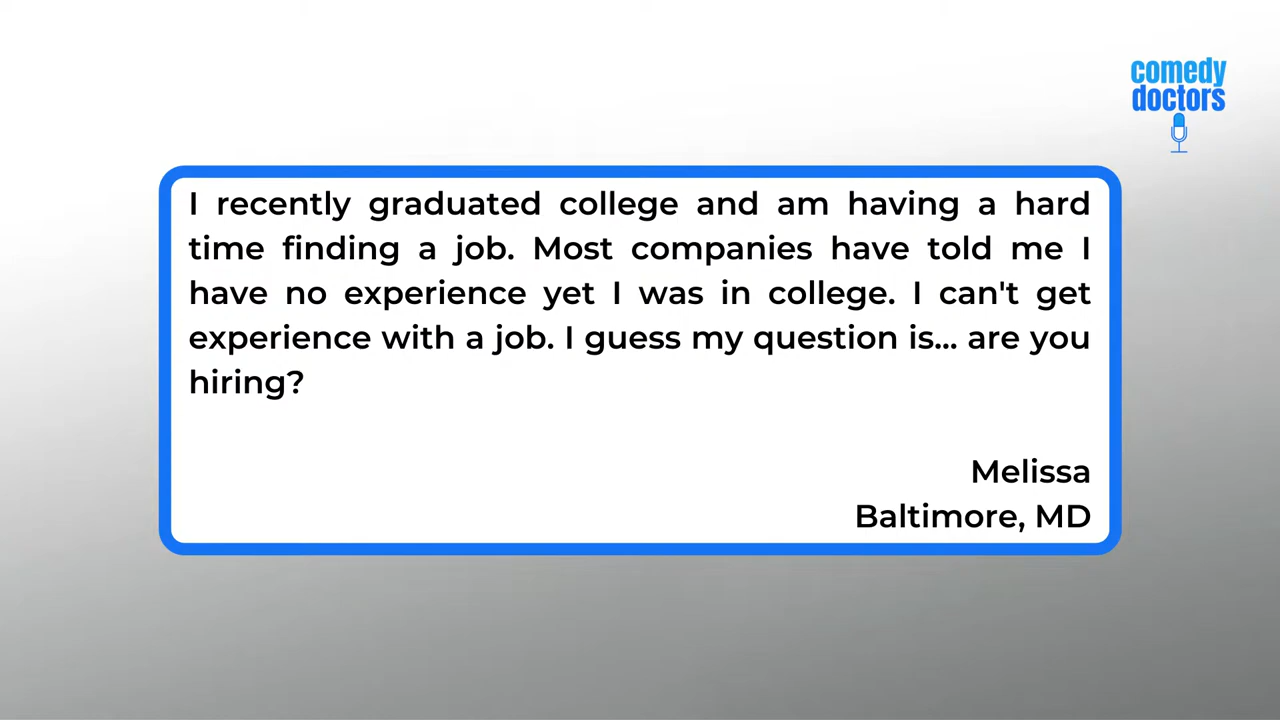 comedy
doctors
I recently graduated college and am having a hard
time finding a job. Most companies have told me I
have no experience yet I was in college. I can't get
experience with a job. I guess my question is... are you
hiring?
Melissa
Baltimore, MD